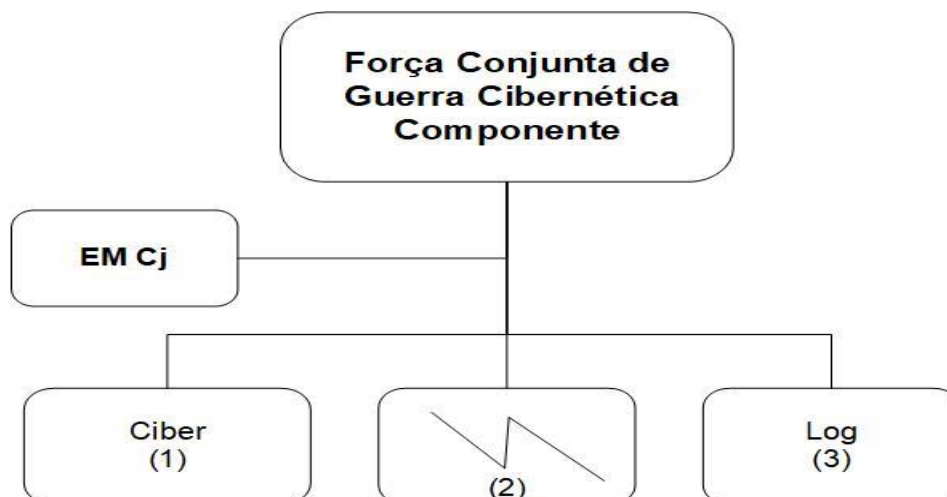 Força Conjunta de
Guerra Cibernética
Componente
EM Cj
Ciber
(1)
(2)
Log
(3)